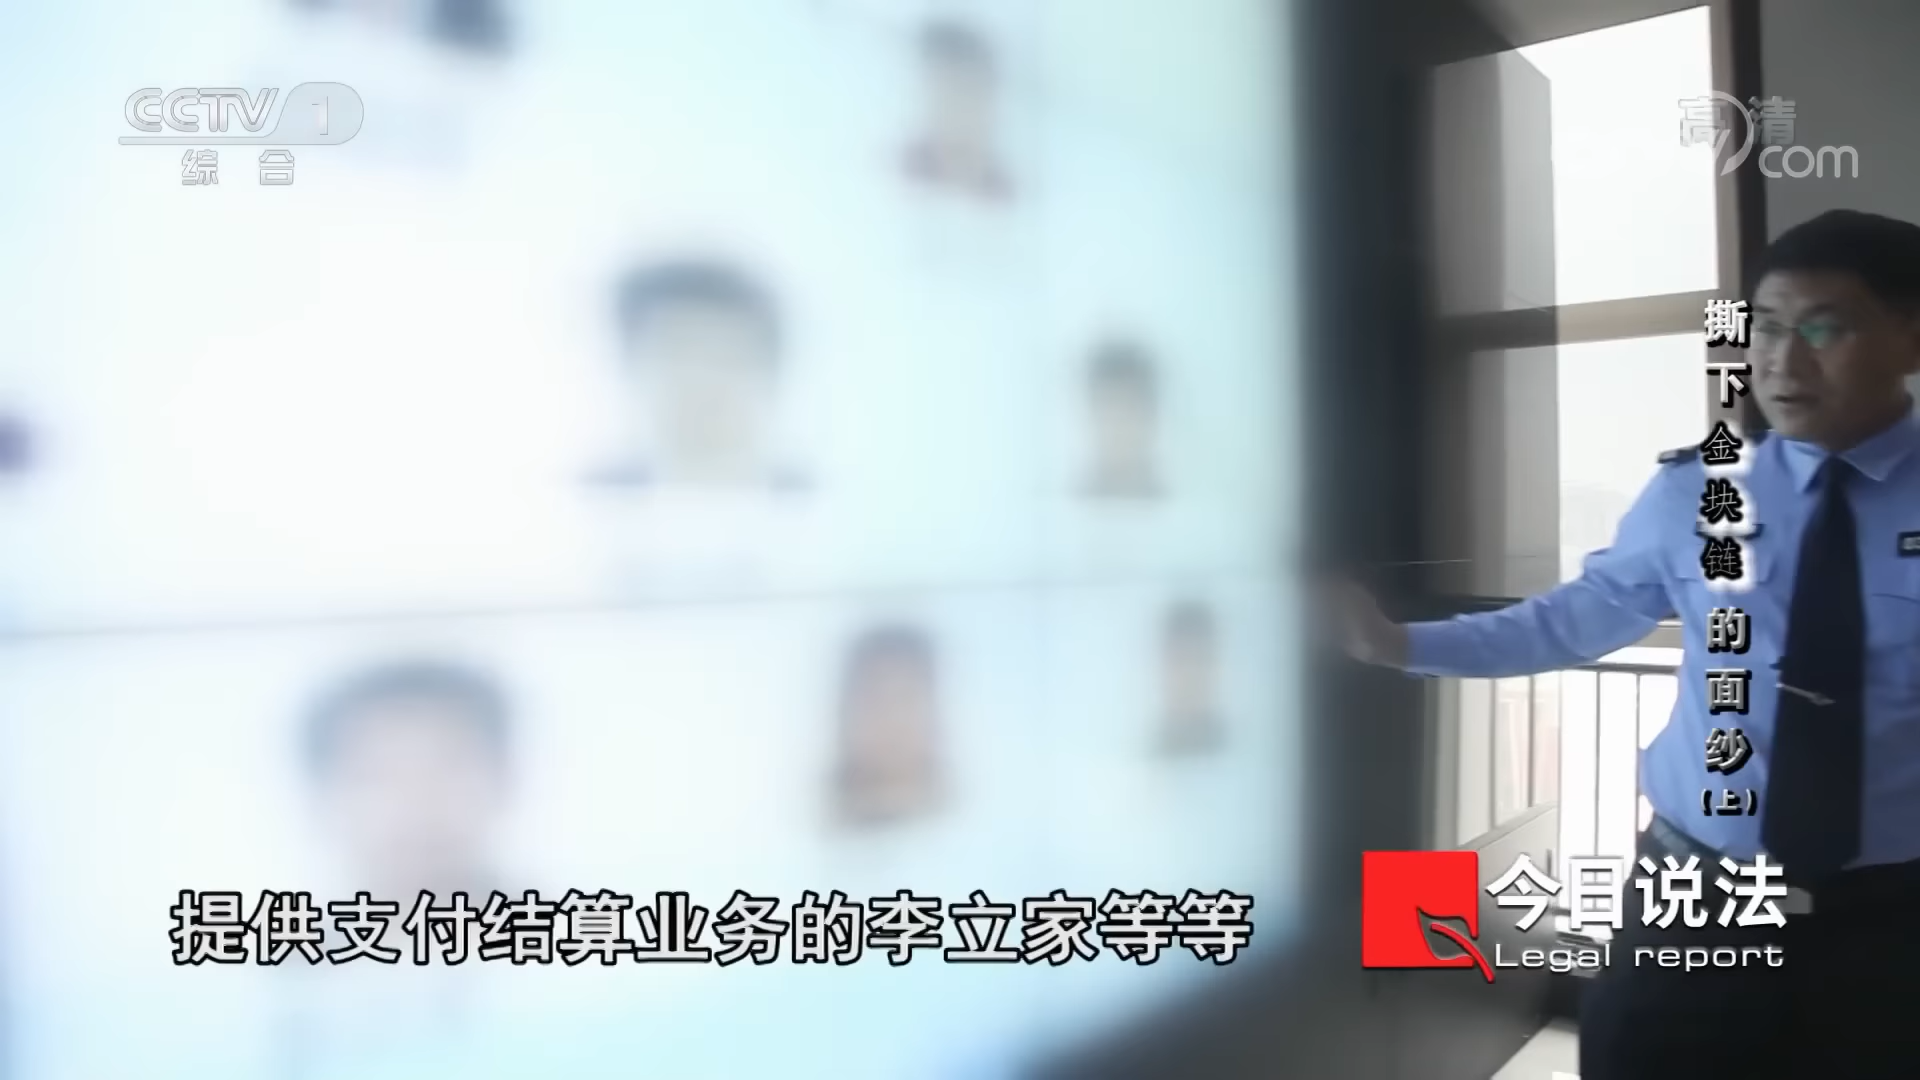 CCTV 1
综合
高清
com
撕下金块链的面纱
(上)
提供支付结算业务的李立家等等
今日说法
Legal report